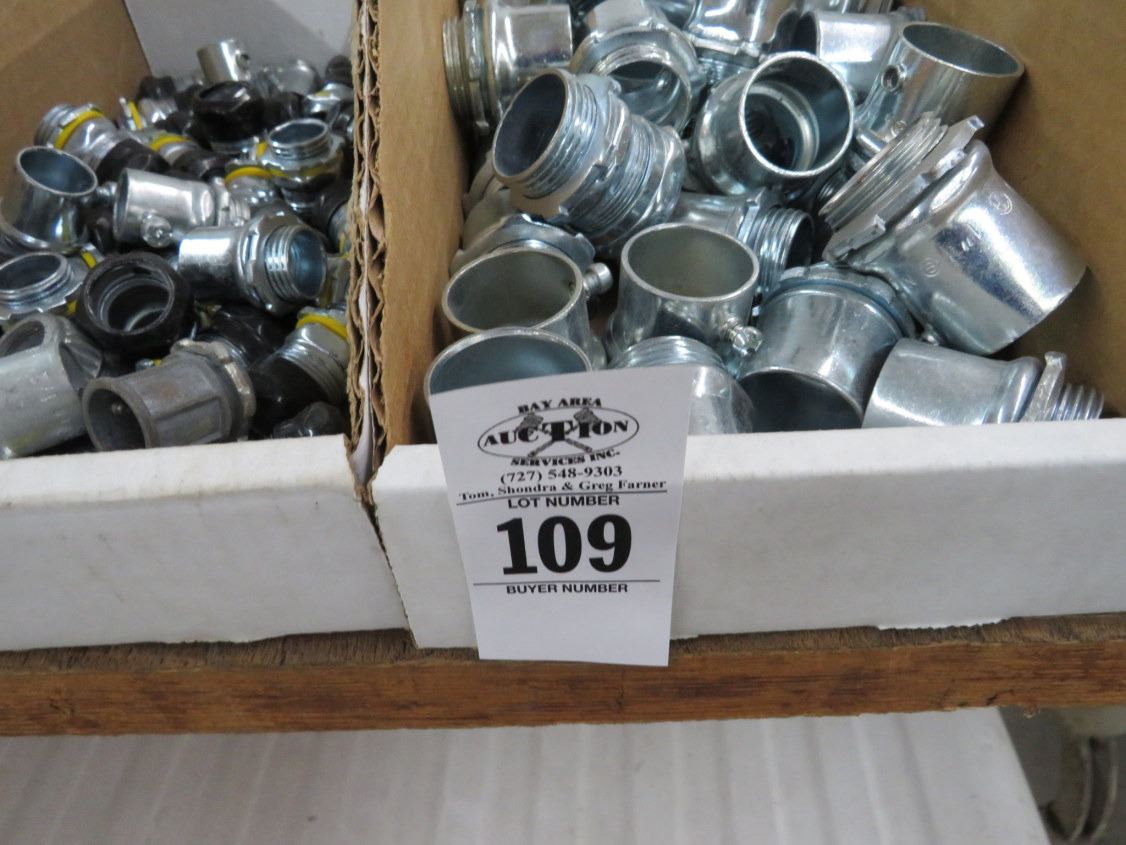 BAY AREA
AUCTION
SERVICES INC.
(727) 548-9303
Tom, Shondra & Greg Farner
LOT NUMBER
109
BUYER NUMBER